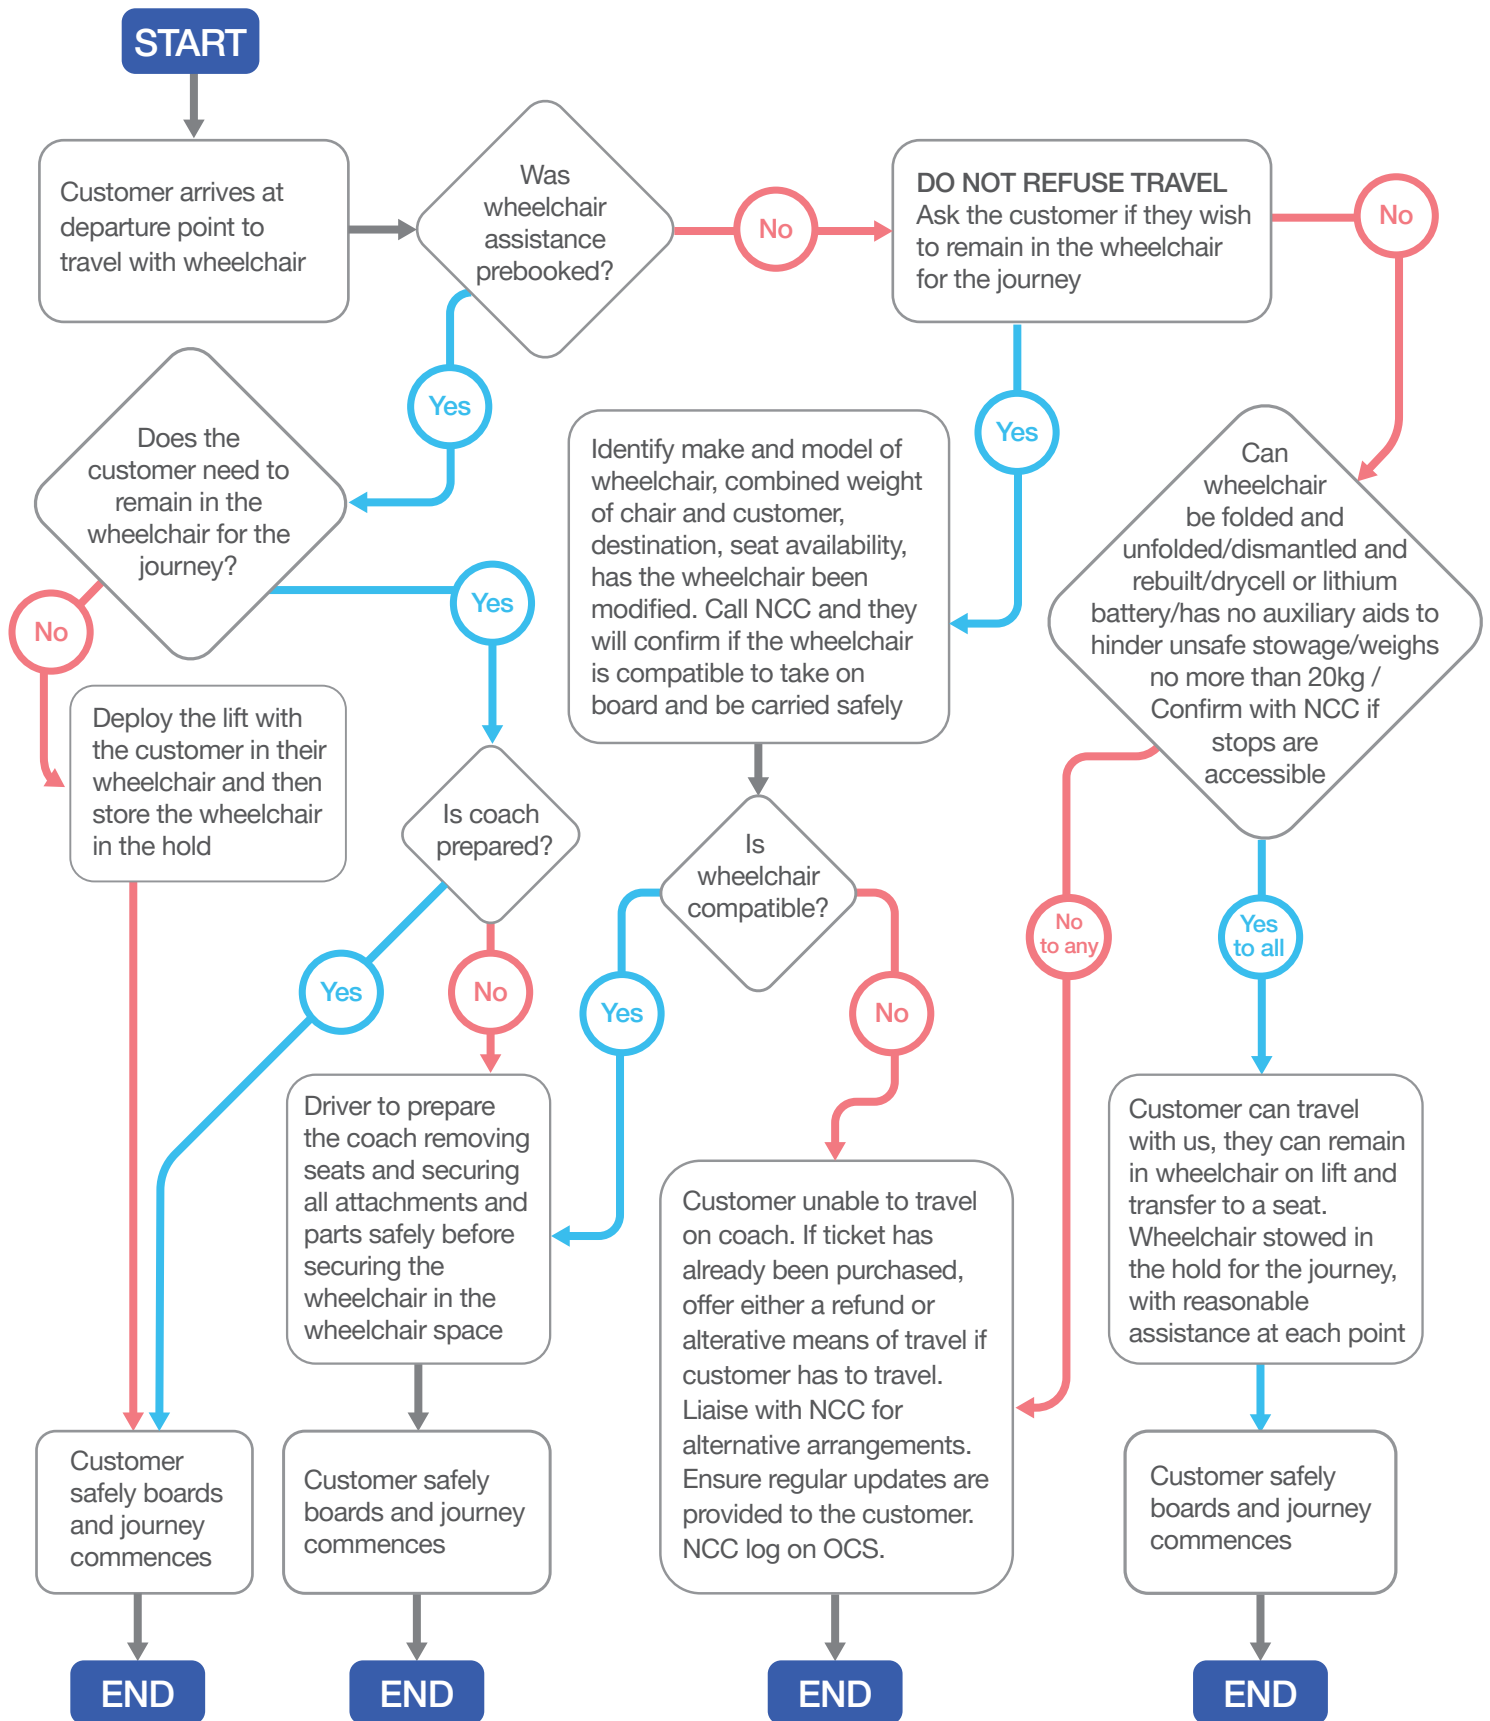 START
Customer arrives at
departure point to
travel with wheelchair
Was
wheelchair
assistance
prebooked?
No
DO NOT REFUSE TRAVEL
Ask the customer if they wish
to remain in the wheelchair
for the journey
No
Yes
Yes
Does the
customer need to
remain in the
wheelchair for the
journey?
No
Yes
Identify make and model of
wheelchair, combined weight
of chair and customer,
destination, seat availability,
has the wheelchair been
modified. Call NCC and they
will confirm if the wheelchair
is compatible to take on
board and be carried safely
Can
wheelchair
be folded and
unfolded/dismantled and
rebuilt/drycell or lithium
battery/has no auxiliary aids to
hinder unsafe stowage/weighs
no more than 20kg /
Confirm with NCC if
stops are
accessible
Deploy the lift with
the customer in their
wheelchair and then
store the wheelchair
in the hold
Is coach
prepared?
Is
wheelchair
compatible?
Yes
No
Yes
No
No
to any
Yes
to all
Driver to prepare
the coach removing
seats and securing
all attachments and
parts safely before
securing the
wheelchair in the
wheelchair space
Customer unable to travel
on coach. If ticket has
already been purchased,
offer either a refund or
alterative means of travel if
customer has to travel.
Liaise with NCC for
alternative arrangements.
Ensure regular updates are
provided to the customer.
NCC log on OCS.
Customer can travel
with us, they can remain
in wheelchair on lift and
transfer to a seat.
Wheelchair stowed in
the hold for the journey,
with reasonable
assistance at each point
Customer
safely boards
and journey
commences
Customer safely
boards and journey
commences
Customer safely
boards and journey
commences
END
END
END
END